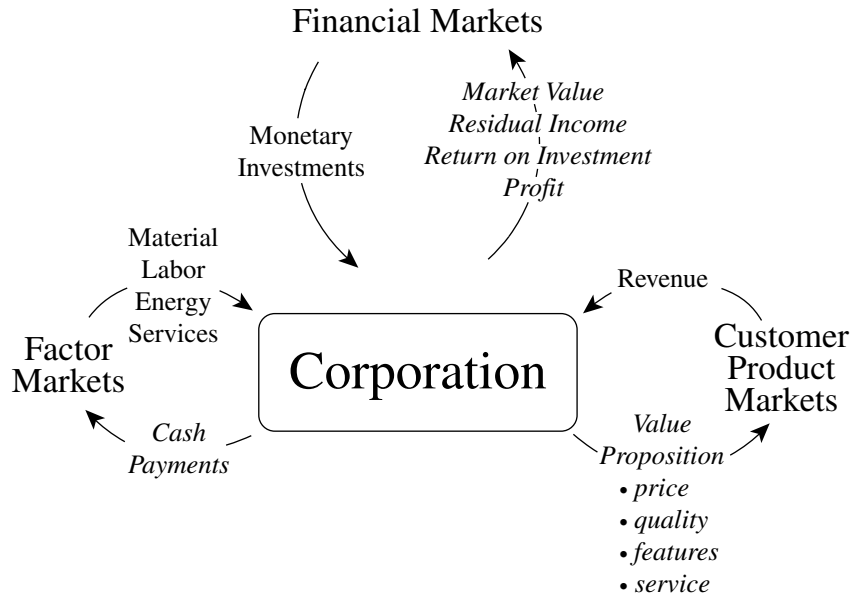 Financial Markets
Monetary
Investments
Market Value
Residual Income
Return on Investment
Profit
Material
Labor
Energy
Services
Factor
Markets
Cash
Payments
Corporation
Revenue
Customer
Product
Markets
Value
Proposition
• price
• quality
• features
• service